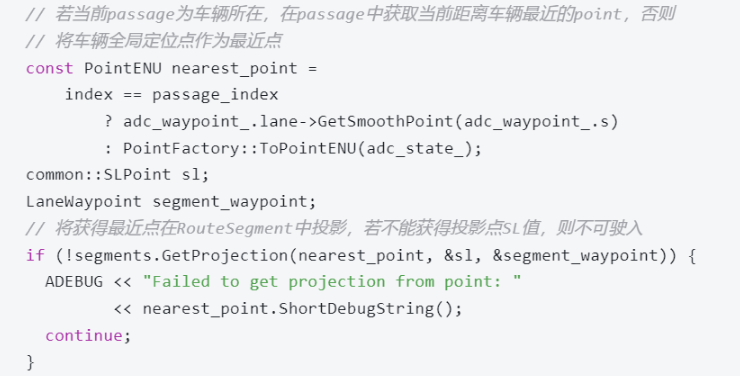 // 若当前passage为车辆所在，在passage中获取当前距离车辆最近的point，否则
// 将车辆全局定位点作为最近点
const PointENU nearest_point =
    index == passage_index
        ? adc_waypoint_.lane->GetSmoothPoint(adc_waypoint_.s)
        : PointFactory::ToPointENU(adc_state_);
common::SLPoint sl;
LaneWaypoint segment_waypoint;
// 将获得最近点在RouteSegment中投影，若不能获得投影点SL值，则不可驶入
if (!segments.GetProjection(nearest_point, &sl, &segment_waypoint)) {
  ADEBUG << "Failed to get projection from point: "
         << nearest_point.ShortDebugString();
  continue;
}